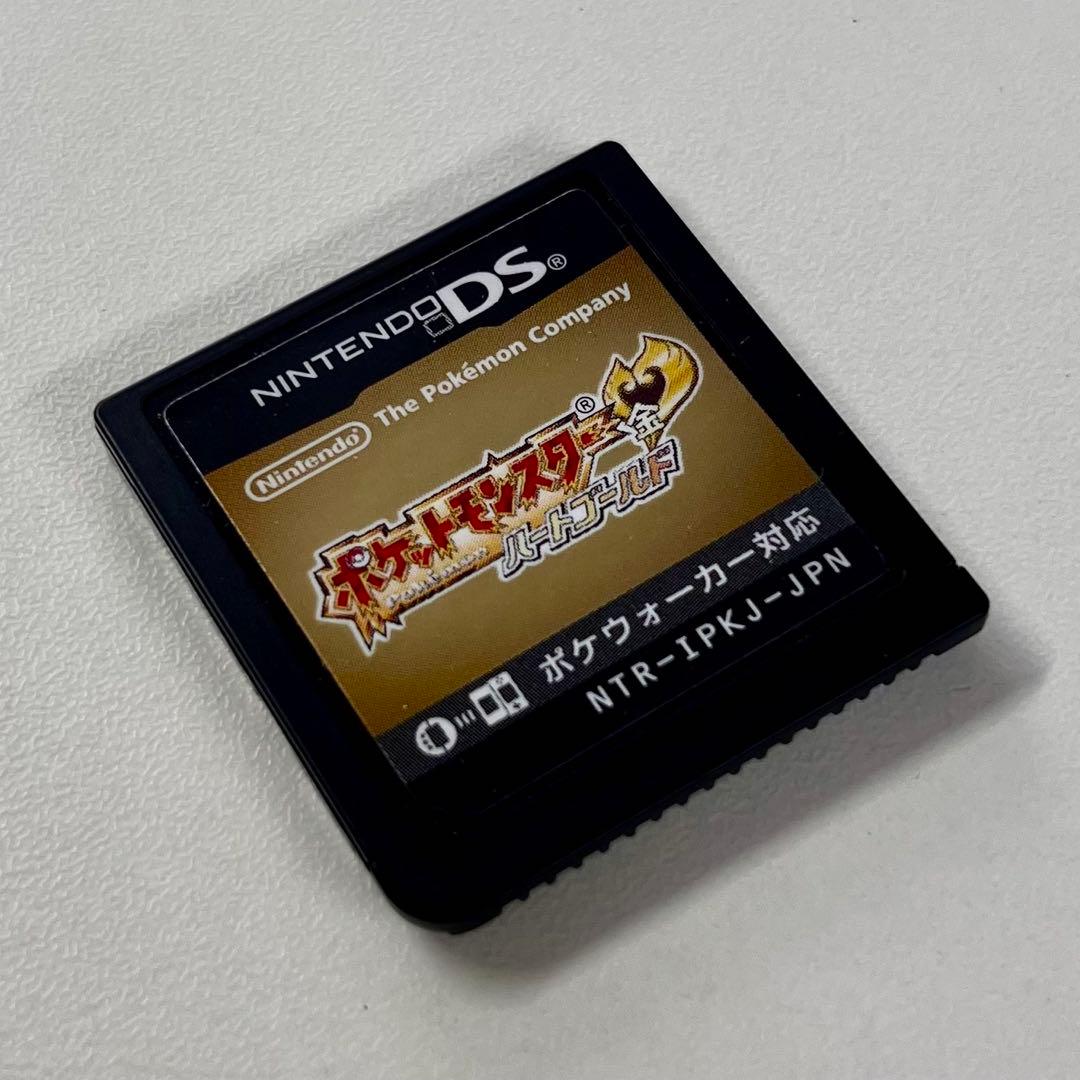 NINTENDO DS®
Nintendo® The Pokémon Company
ポケットモンスター®
金
ハートゴールド
ポケウォーカー対応
NTR-IPKJ-JPN